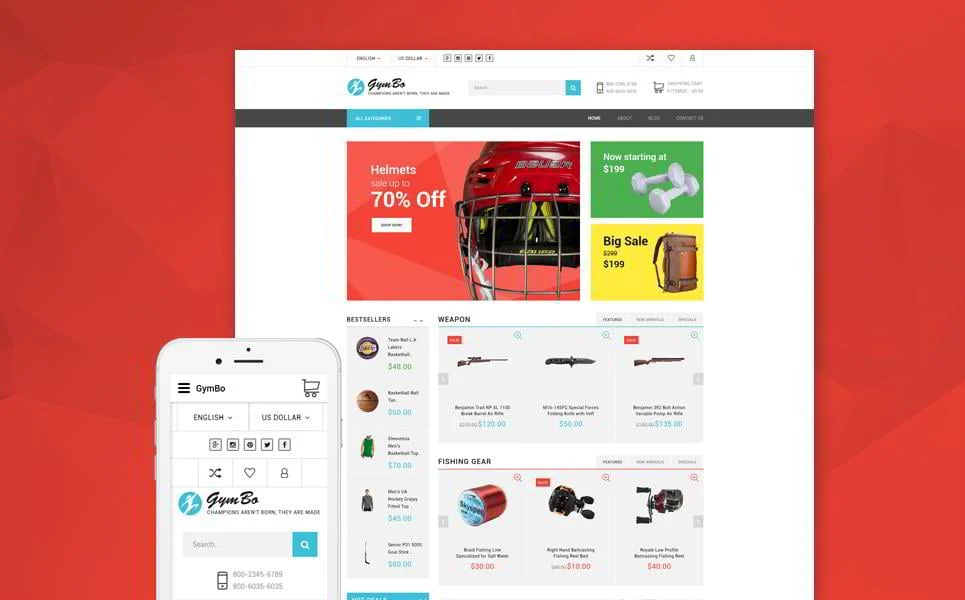 ENGLISH
US DOLLAR
GymBo
CHAMPIONS AREN'T BORN, THEY ARE MADE
Search...
800-2345-6789
800-6035-6035
SHOPPING CART
0 ITEM(S) - $0.00
ALL CATEGORIES
HOME
ABOUT
BLOG
CONTACT US
Helmets
sale up to
70% Off
SHOP NOW!
BAUER
BAUER
Now starting at
$199
Big Sale
$299
$199
BESTSELLERS
Team Ball L.A
Lakers
Basketball..
$48.00
Basketball Ball
Tan..
$60.00
Sleeveless
Men's
Basketball Top..
$70.00
Men's UA
Hockey Grippy
Fitted Top..
$45.00
Senior P31 5000
Goal Stick..
$60.00
HOT DEALS
WEAPON
FEATURED
NEW ARRIVALS
SPECIALS
SALE!
Benjamin Trail NP XL 1100
Break Barrel Air Rifle
$120.00
M16-14SFG Special Forces
Folding Knife with Veff
$50.00
SALE!
Benjamin 392 Bolt Action
Variable Pump Air Rifle
$135.00
FISHING GEAR
FEATURED
NEW ARRIVALS
SPECIALS
Skyspear
Braid Fishing Line
Specialized for Salt Water
$30.00
SALE!
Right Hand Baitcasting
Fishing Reel Bait
$10.00
Royale Low Profile
Baitcasting Fishing Reel
$40.00
GymBo
ENGLISH
US DOLLAR
GymBo
CHAMPIONS AREN'T BORN, THEY ARE MADE
Search...
800-2345-6789
800-6035-6035